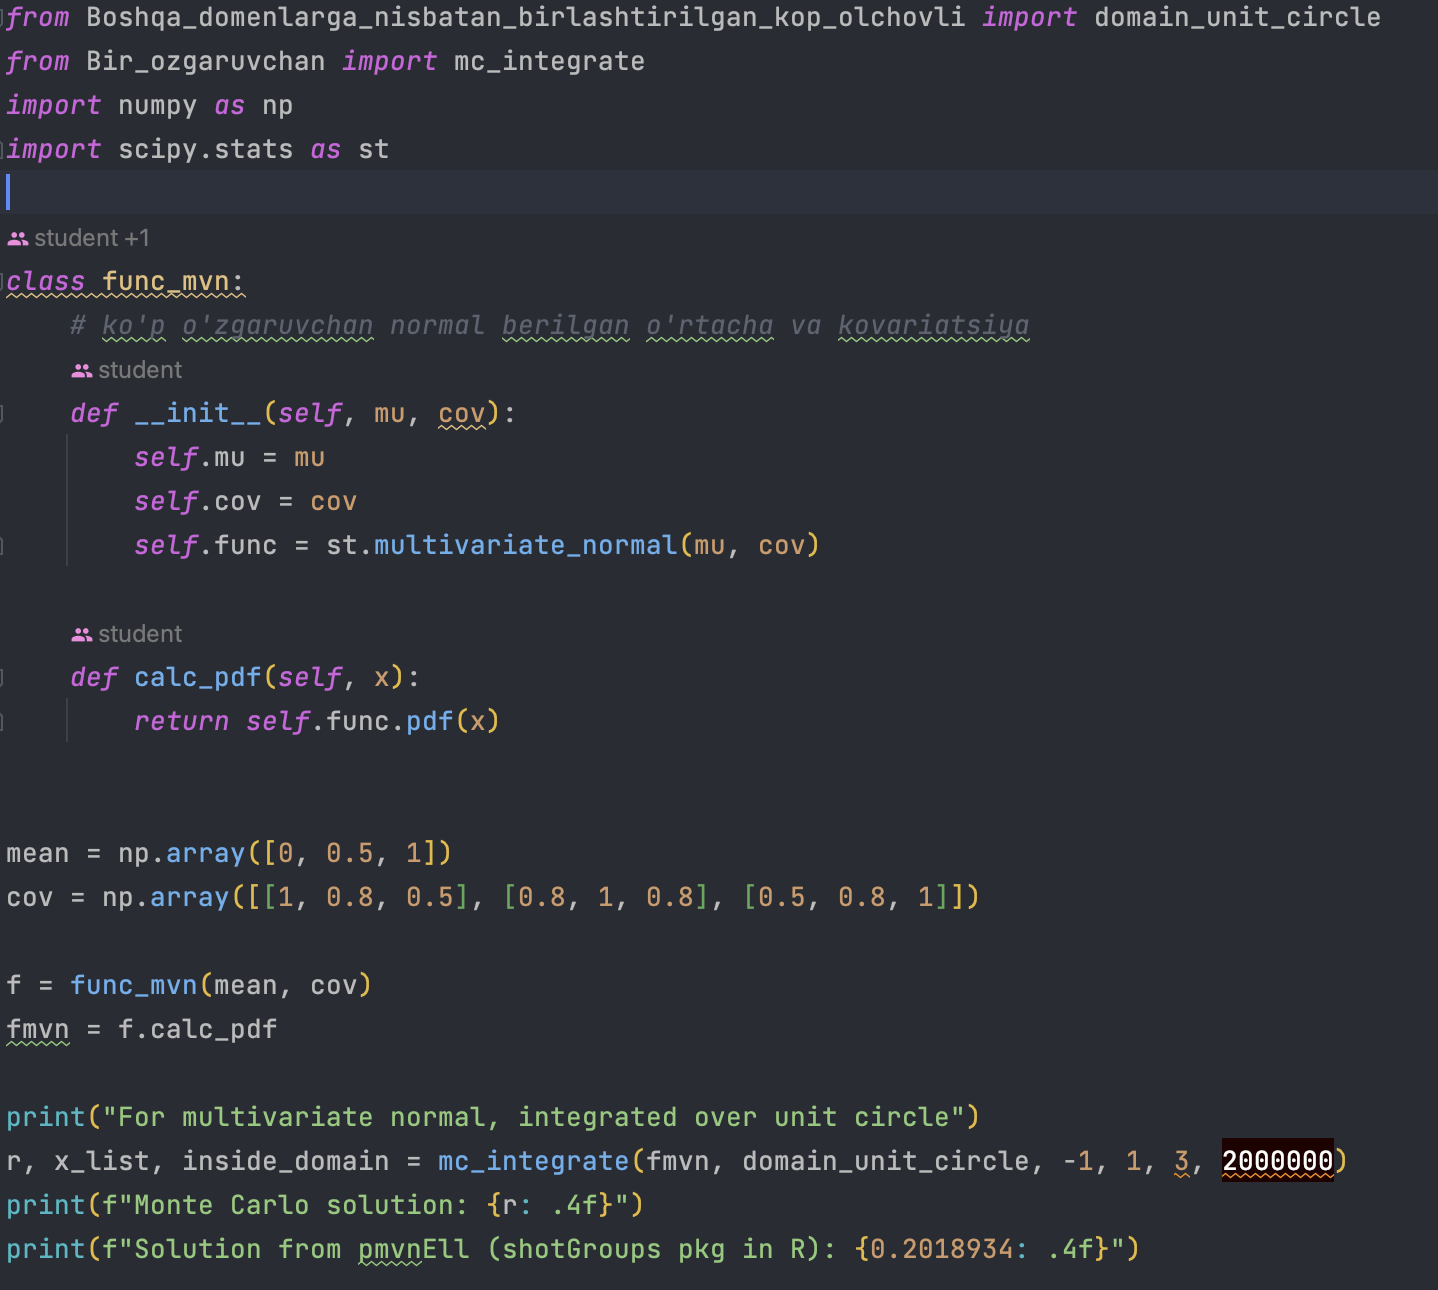 from Boshqa_domenlarga_nisbatan_birlashtirilgan_kop_olchovli import domain_unit_circle
from Bir_ozgaruvchan import mc_integrate
import numpy as np
import scipy.stats as st
student +1
class func_mvn:
    # ko'p o'zgaruvchan normal berilgan o'rtacha va kovariatsiya
    student
    def __init__(self, mu, cov):
        self.mu = mu
        self.cov = cov
        self.func = st.multivariate_normal(mu, cov)
    student
    def calc_pdf(self, x):
        return self.func.pdf(x)
mean = np.array([0, 0.5, 1])
cov = np.array([[1, 0.8, 0.5], [0.8, 1, 0.8], [0.5, 0.8, 1]])
f = func_mvn(mean, cov)
fmvn = f.calc_pdf
print("For multivariate normal, integrated over unit circle")
r, x_list, inside_domain = mc_integrate(fmvn, domain_unit_circle, -1, 1, 3, 2000000)
print(f"Monte Carlo solution: {r: .4f}")
print(f"Solution from pmvnEll (shotGroups pkg in R): {0.2018934: .4f}")